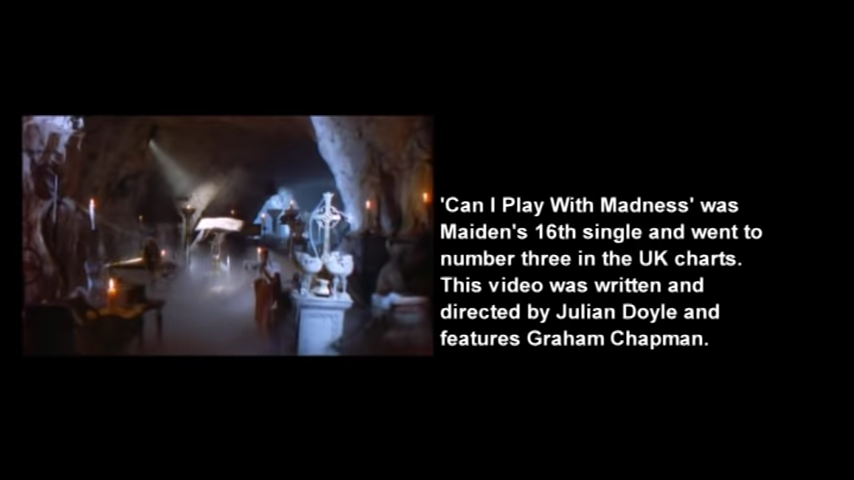 'Can I Play With Madness' was
Maiden's 16th single and went to
number three in the UK charts.
This video was written and
directed by Julian Doyle and
features Graham Chapman.